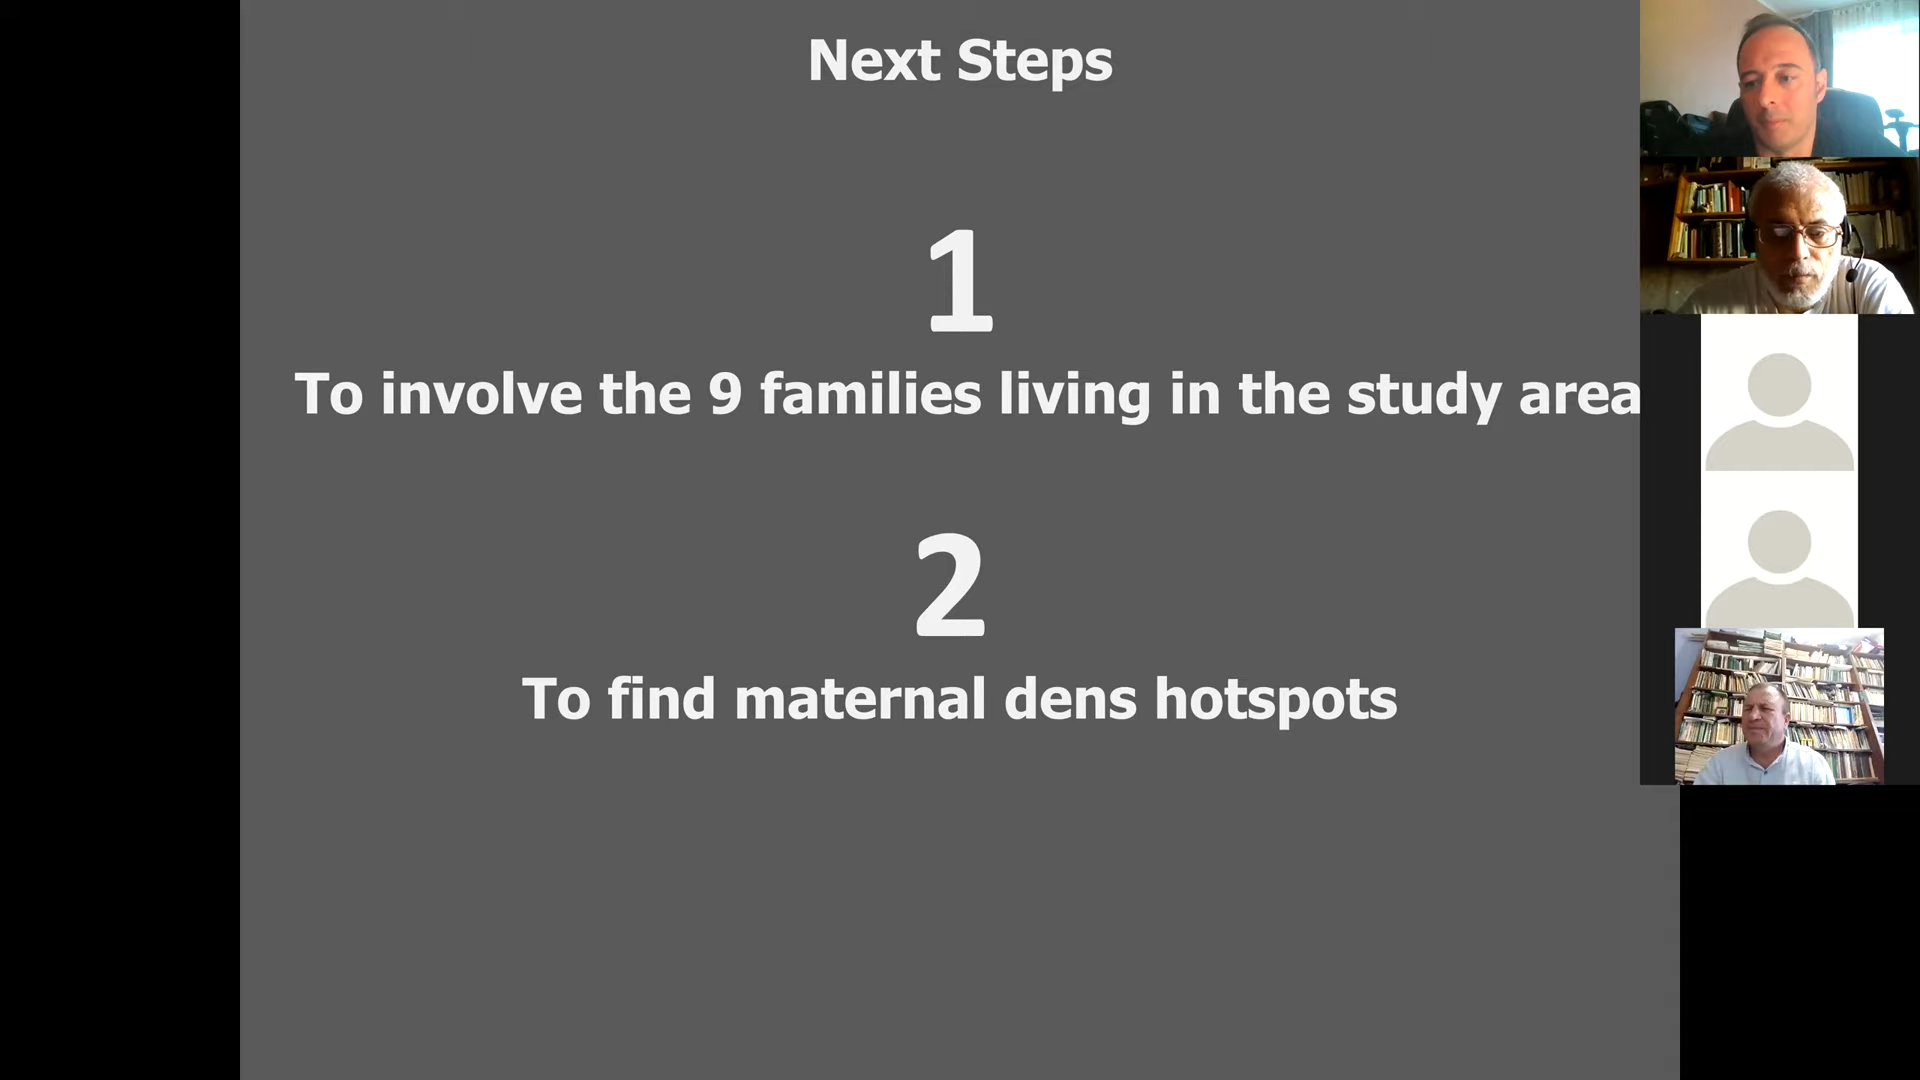 Next Steps
1
To involve the 9 families living in the study area
2
To find maternal dens hotspots